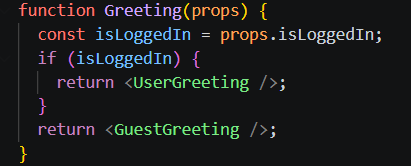 function Greeting(props) {
  const isLoggedIn = props.isLoggedIn;
  if (isLoggedIn) {
    return <UserGreeting />;
  }
  return <GuestGreeting />;
}